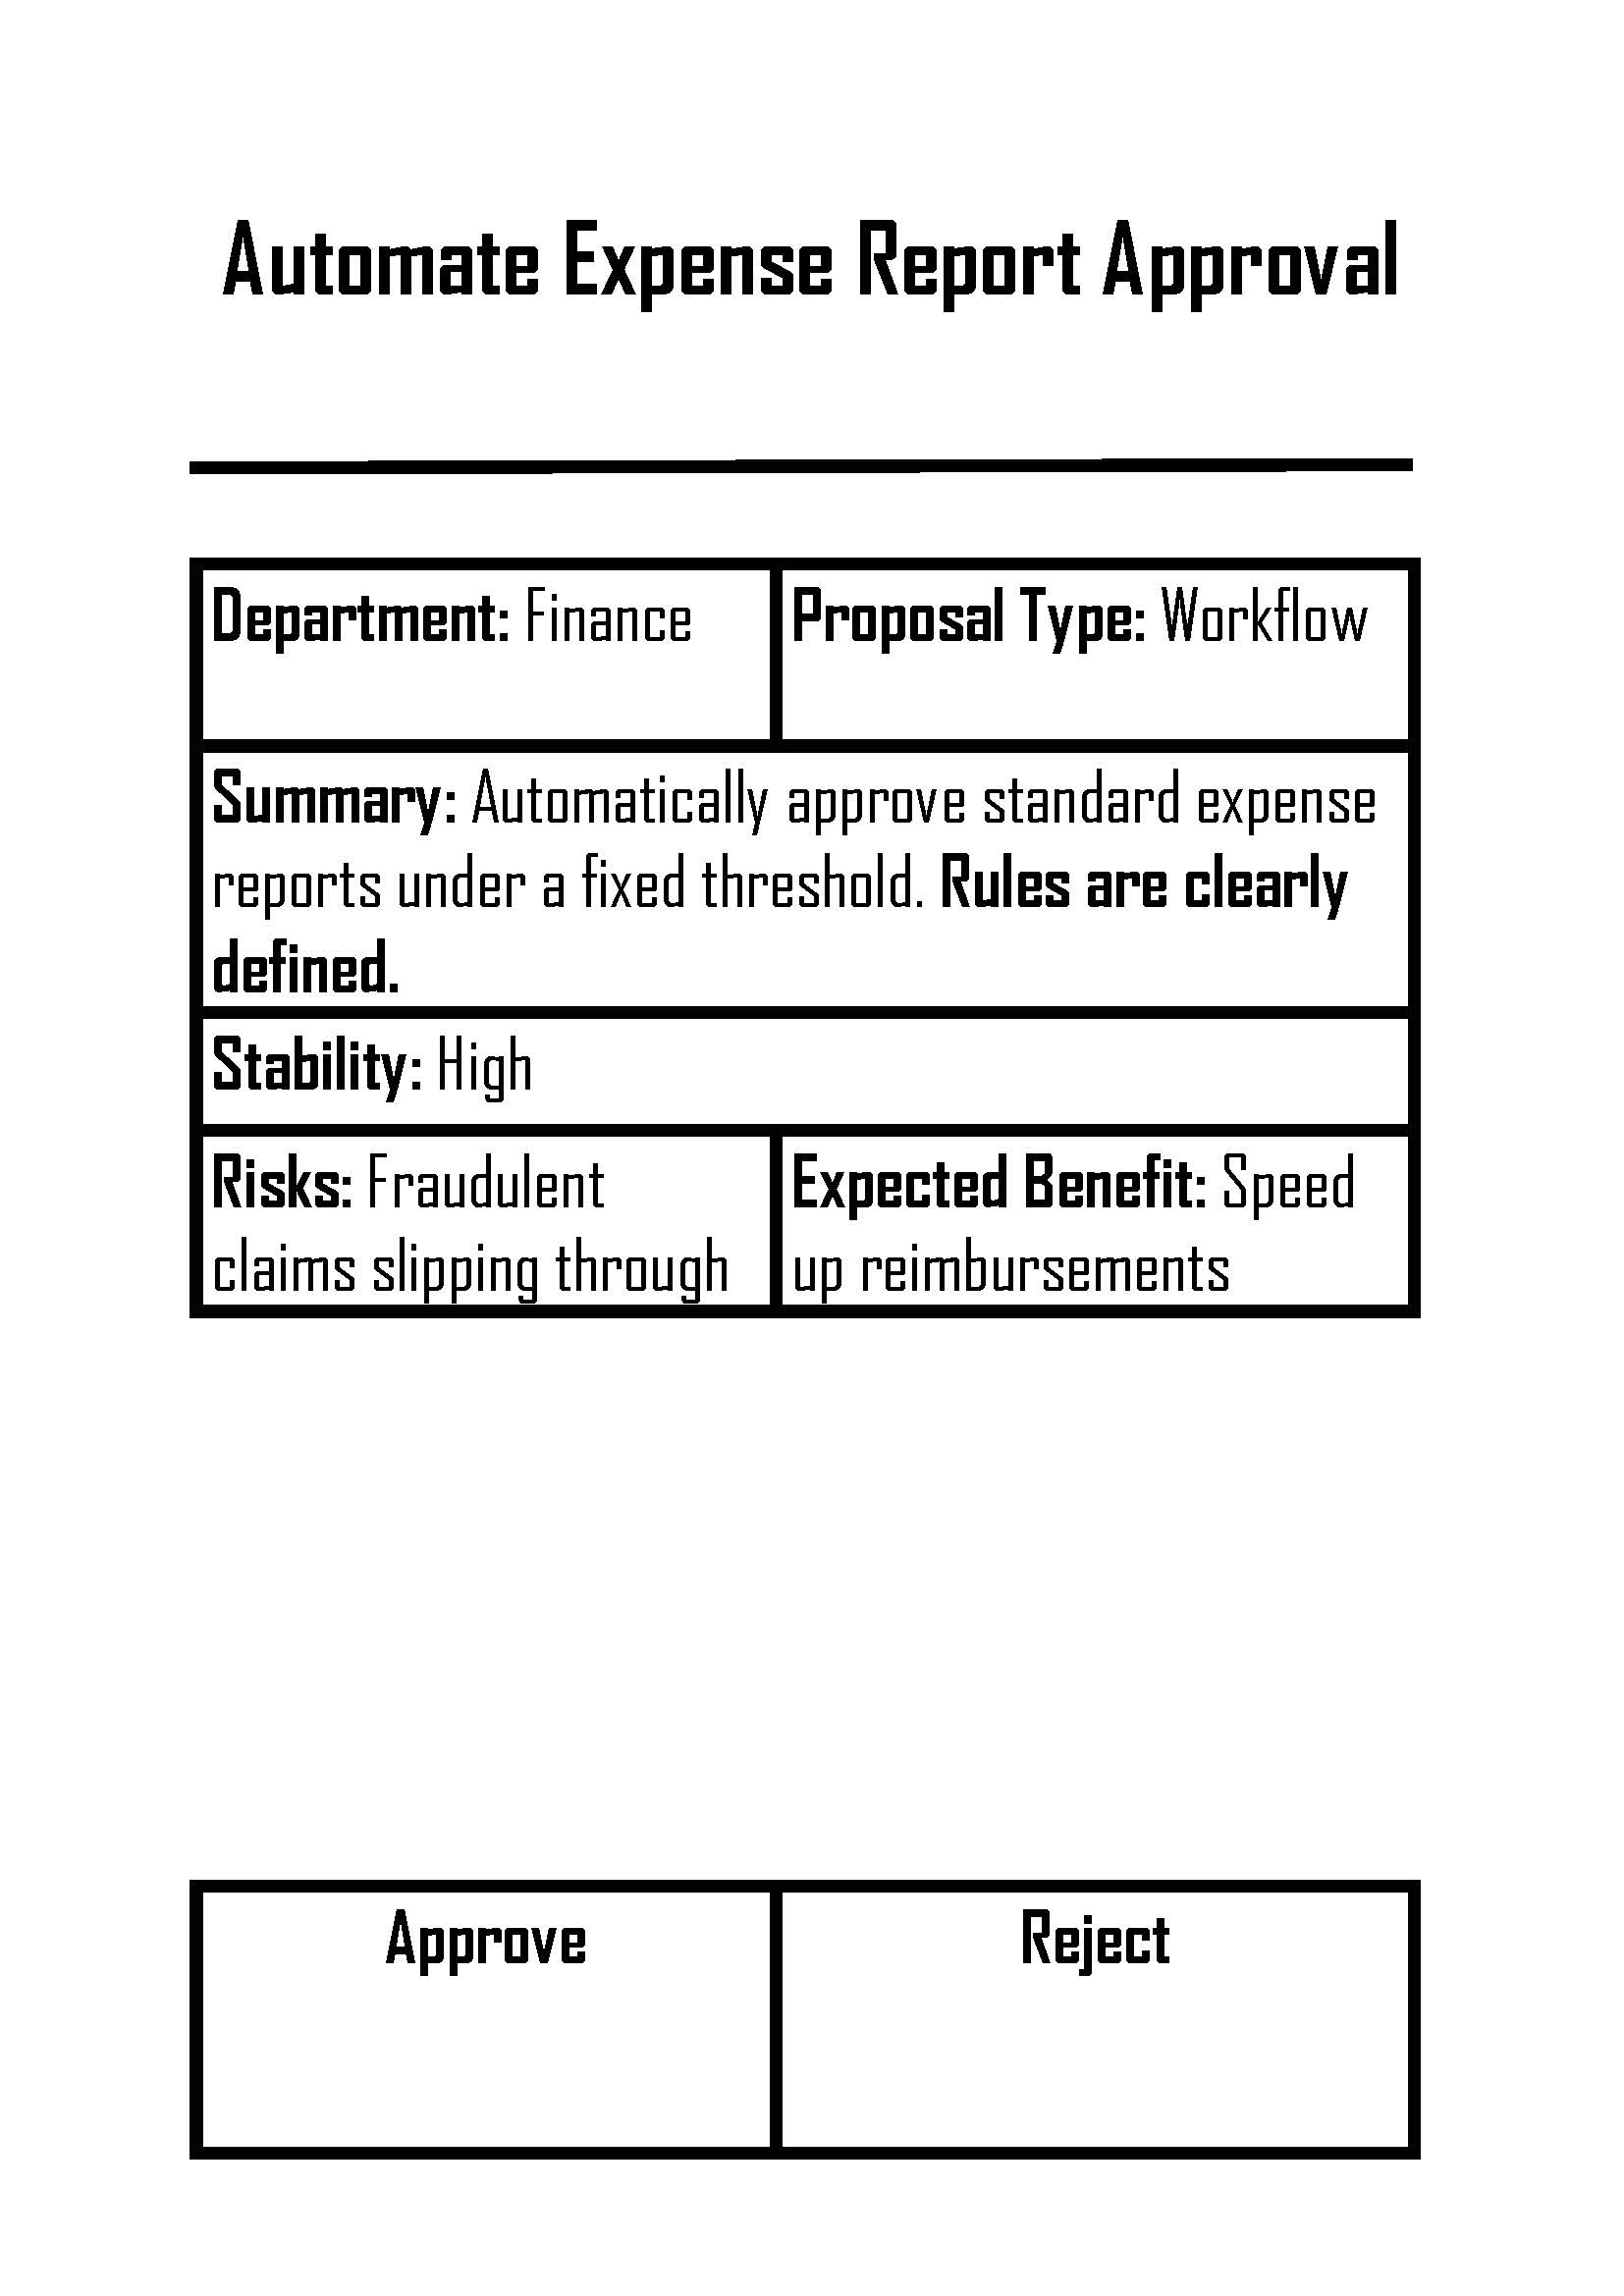 Automate Expense Report Approval
Department: Finance
Proposal Type: Workflow
Summary: Automatically approve standard expense
reports under a fixed threshold. Rules are clearly
defined.
Stability: High
Risks: Fraudulent
claims slipping through
Expected Benefit: Speed
up reimbursements
Approve
Reject